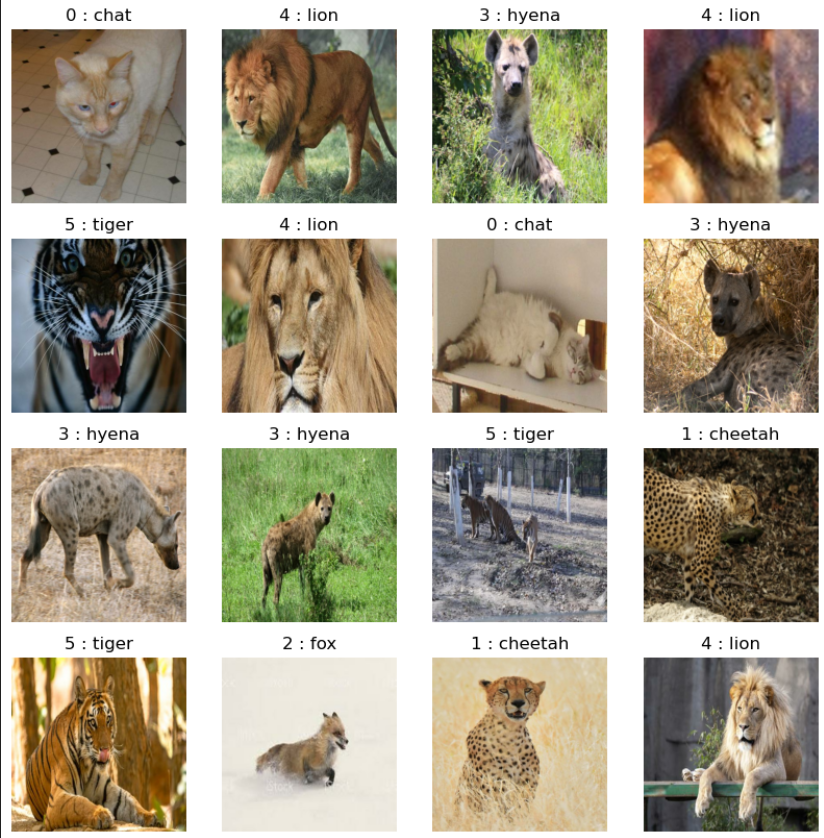 0 : chat
4 : lion
3 : hyena
4 : lion
5 : tiger
4 : lion
0 : chat
3 : hyena
3 : hyena
3 : hyena
5 : tiger
1 : cheetah
5 : tiger
2 : fox
1 : cheetah
4 : lion